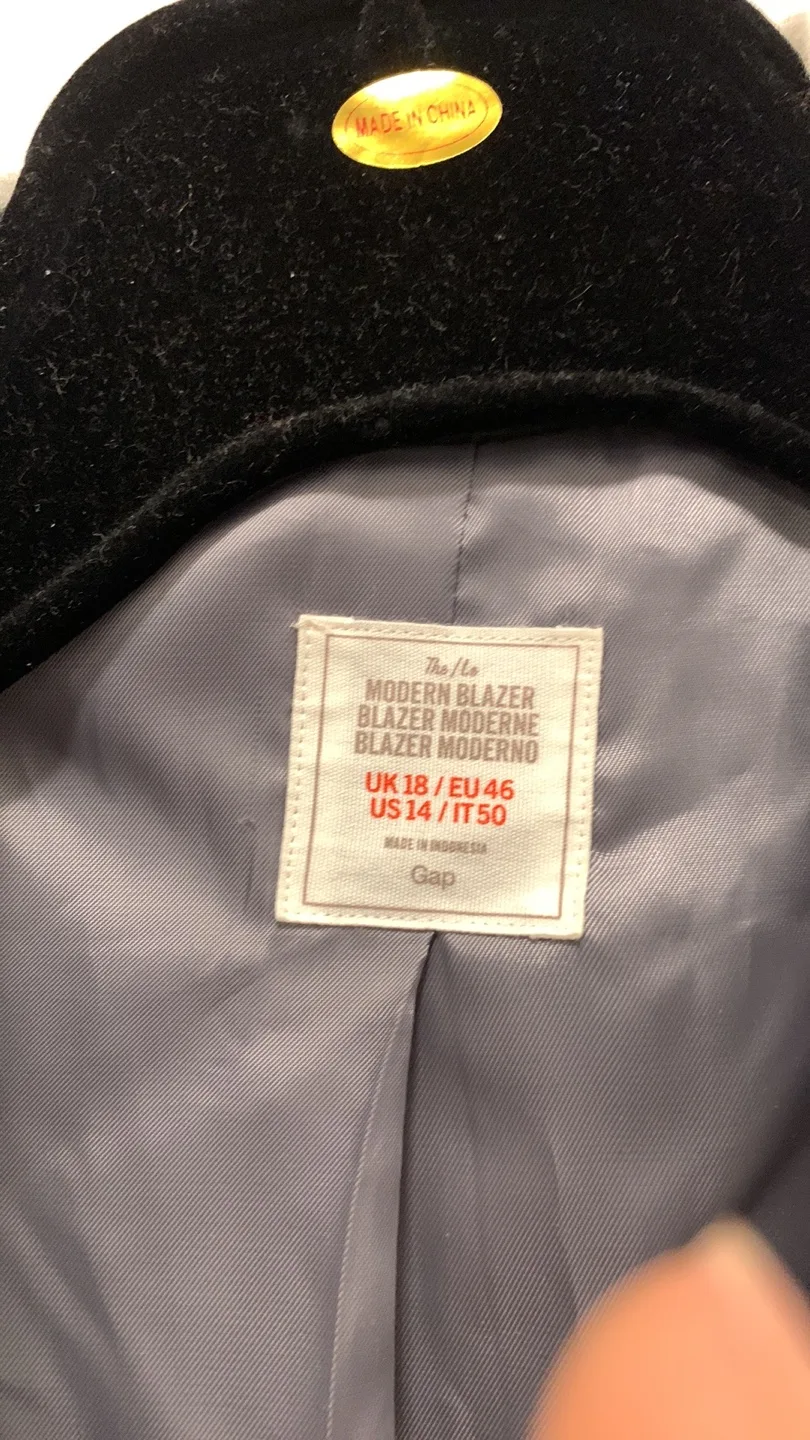 MADE IN CHINA
The/Le
MODERN BLAZER
BLAZER MODERNE
BLAZER MODERNO
UK 18 / EU 46
US 14 / IT 50
MADE IN INDONESIA
Gap